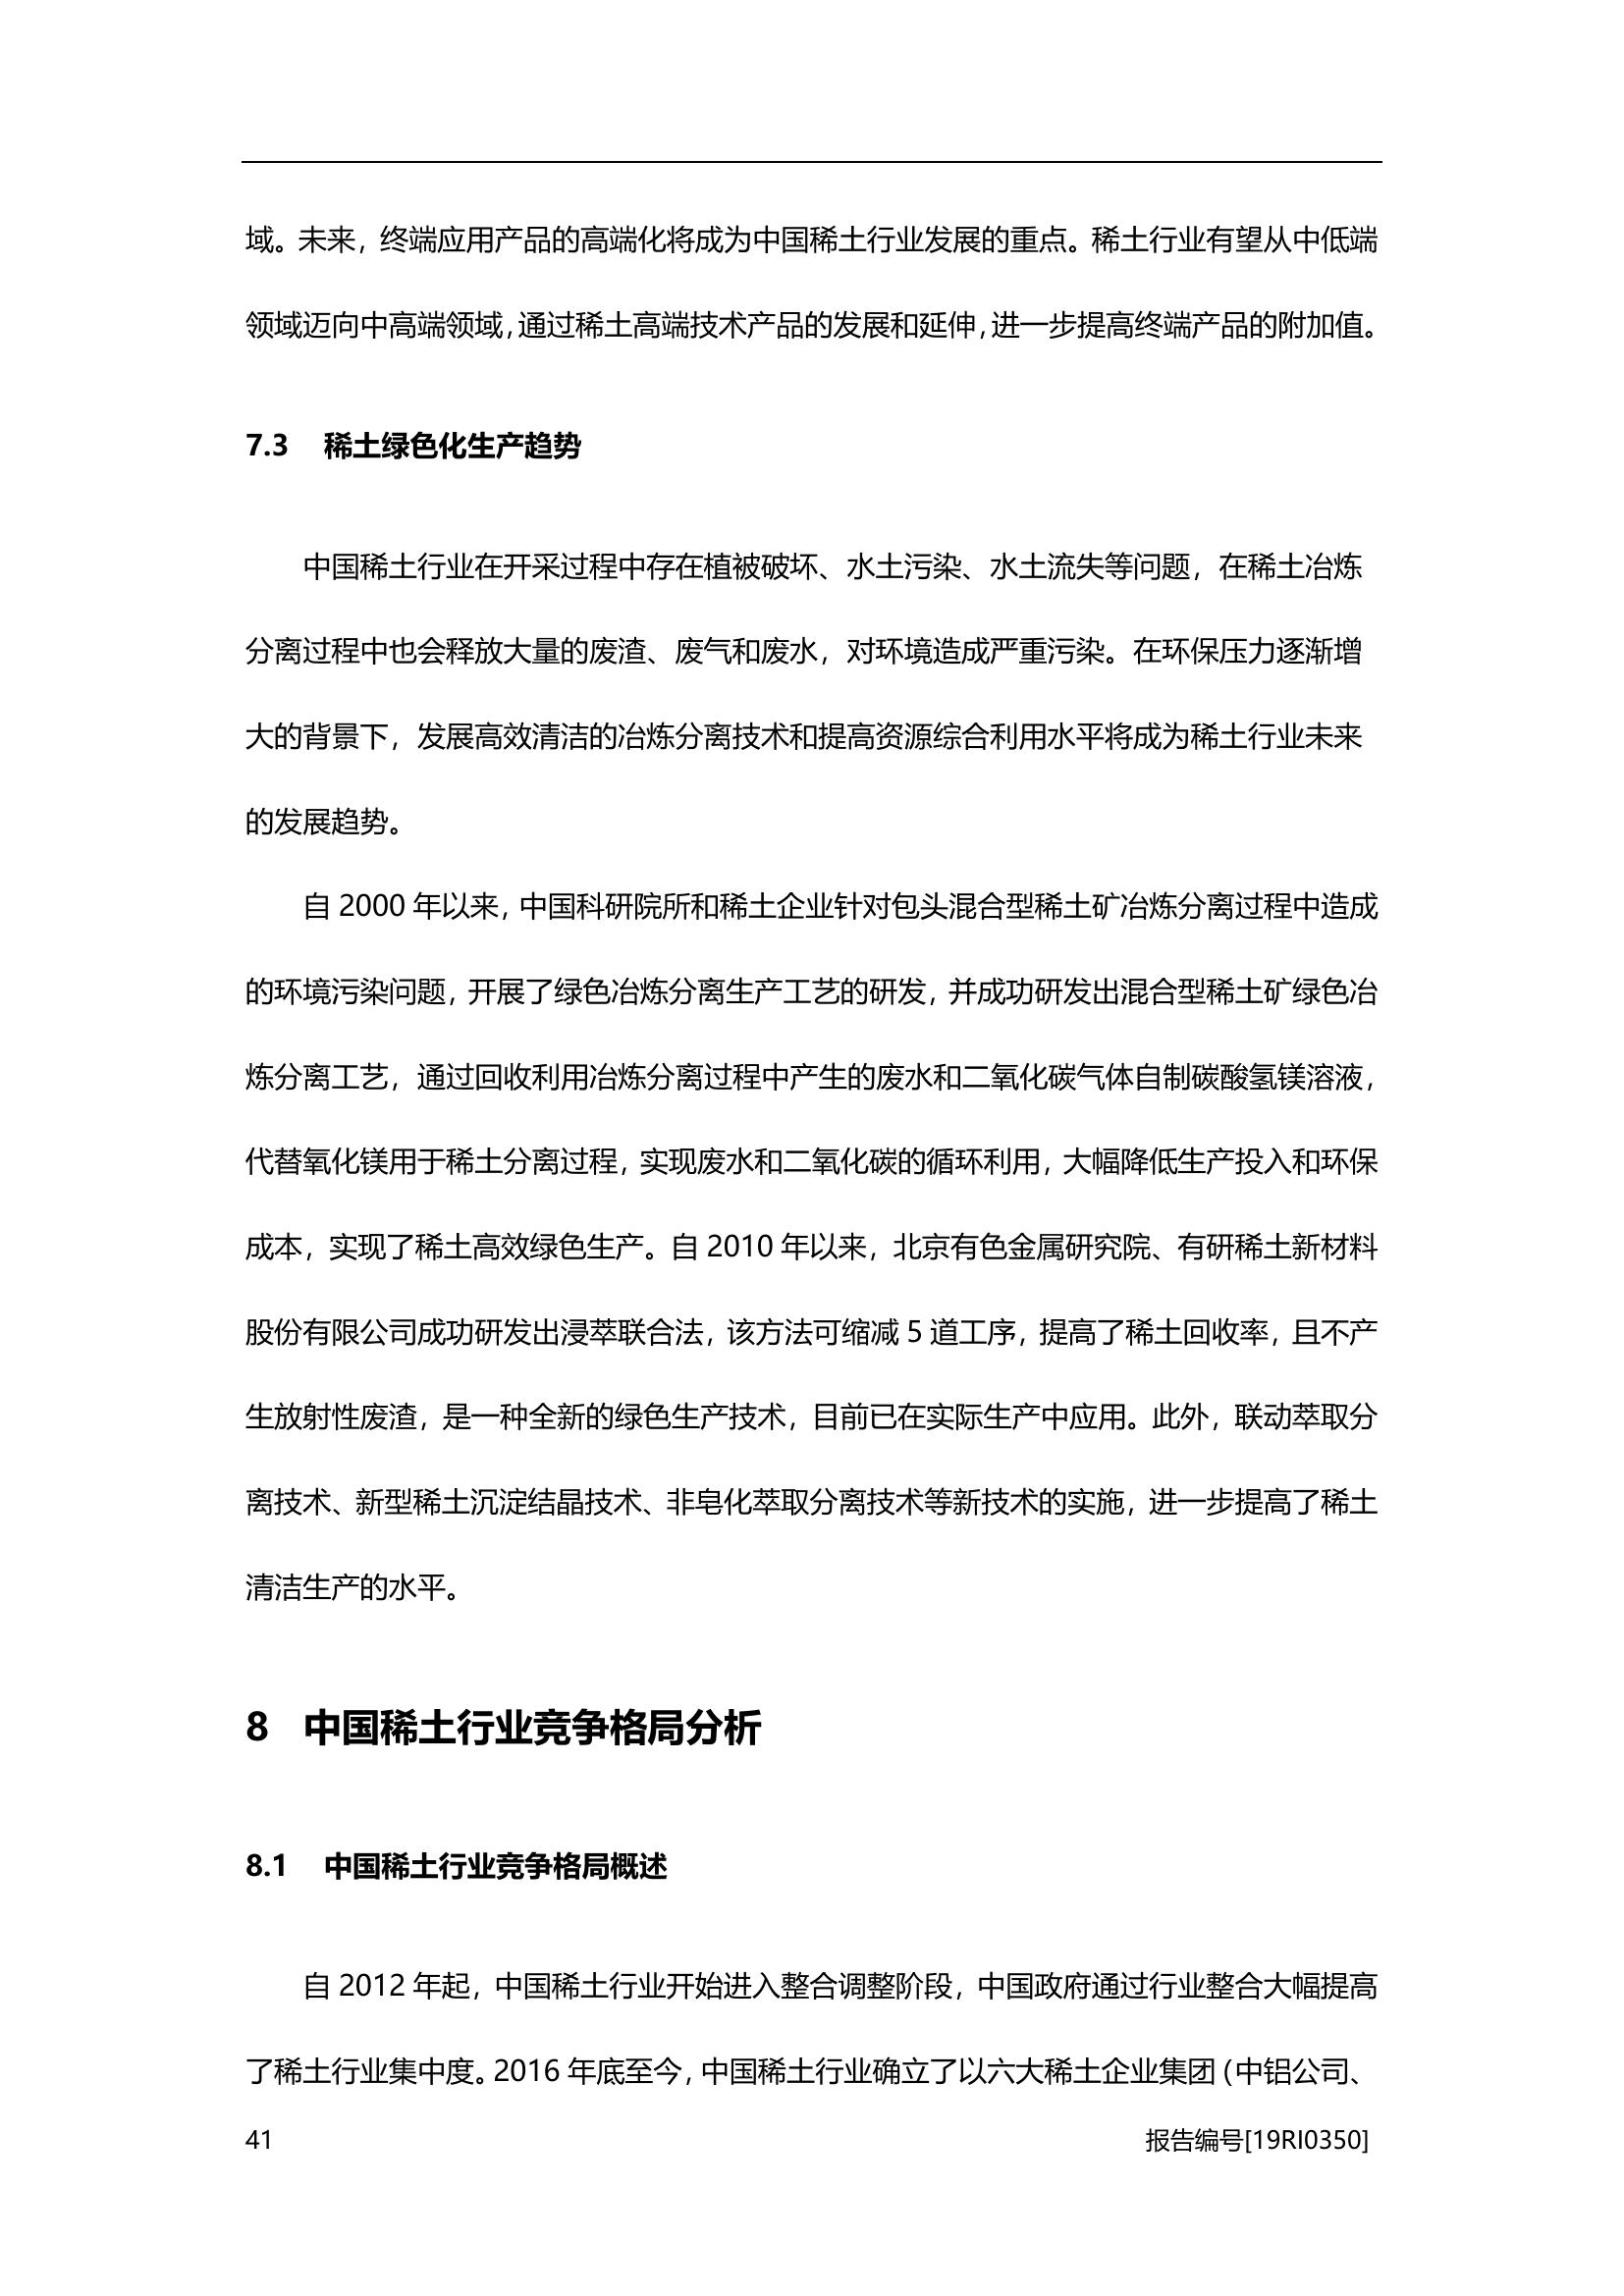 域。未来，终端应用产品的高端化将成为中国稀土行业发展的重点。稀土行业有望从中低端
领域迈向中高端领域，通过稀土高端技术产品的发展和延伸，进一步提高终端产品的附加值。
7.3 稀土绿色化生产趋势
中国稀土行业在开采过程中存在植被破坏、水土污染、水土流失等问题，在稀土冶炼
分离过程中也会释放大量的废渣、废气和废水，对环境造成严重污染。在环保压力逐渐增
大的背景下，发展高效清洁的冶炼分离技术和提高资源综合利用水平将成为稀土行业未来
的发展趋势。
自 2000 年以来，中国科研院所和稀土企业针对包头混合型稀土矿冶炼分离过程中造成
的环境污染问题，开展了绿色冶炼分离生产工艺的研发，并成功研发出混合型稀土矿绿色冶
炼分离工艺，通过回收利用冶炼分离过程中产生的废水和二氧化碳气体自制碳酸氢镁溶液，
代替氧化镁用于稀土分离过程，实现废水和二氧化碳的循环利用，大幅降低生产投入和环保
成本，实现了稀土高效绿色生产。自 2010 年以来，北京有色金属研究院、有研稀土新材料
股份有限公司成功研发出浸萃联合法，该方法可缩减 5 道工序，提高了稀土回收率，且不产
生放射性废渣，是一种全新的绿色生产技术，目前已在实际生产中应用。此外，联动萃取分
离技术、新型稀土沉淀结晶技术、非皂化萃取分离技术等新技术的实施，进一步提高了稀土
清洁生产的水平。
8 中国稀土行业竞争格局分析
8.1 中国稀土行业竞争格局概述
自 2012 年起，中国稀土行业开始进入整合调整阶段，中国政府通过行业整合大幅提高
了稀土行业集中度。2016 年底至今，中国稀土行业确立了以六大稀土企业集团（中铝公司、
41 报告编号[19RI0350]